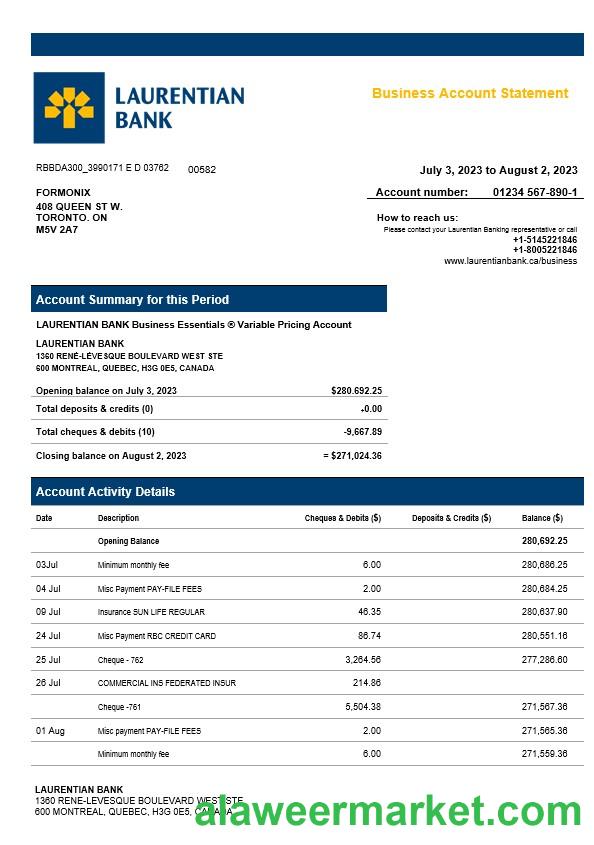 LAURENTIAN
BANK
Business Account Statement
RBBDA300_3990171 E D 03762 00582
July 3, 2023 to August 2, 2023
FORMONIX
Account number: 01234 567-890-1
408 QUEEN ST W.
TORONTO. ON
M5V 2A7
How to reach us:
Please contact your Laurentian Banking representative or call
+1-5145221846
+1-8005221846
www.laurentianbank.ca/business
Account Summary for this Period
LAURENTIAN BANK Business Essentials ® Variable Pricing Account
LAURENTIAN BANK
1360 RENÉ-LÉVESQUE BOULEVARD WEST STE
600 MONTREAL, QUEBEC, H3G 0E5, CANADA
Opening balance on July 3, 2023 $280.692.25
Total deposits & credits (0) +0.00
Total cheques & debits (10) -9,667.89
Closing balance on August 2, 2023 = $271,024.36
Account Activity Details
Date Description Cheques & Debits ($) Deposits & Credits ($) Balance ($)
Opening Balance 280,692.25
03Jul Minimum monthly fee 6.00 280,686.25
04 Jul Misc Payment PAY-FILE FEES 2.00 280,684.25
09 Jul Insurance SUN LIFE REGULAR 46.35 280,637.90
24 Jul Misc Payment RBC CREDIT CARD 86.74 280,551.16
25 Jul Cheque - 762 3,264.56 277,286.60
26 Jul COMMERCIAL INS FEDERATED INSUR 214.86
Cheque -761 5,504.38 271,567.36
01 Aug Misc payment PAY-FILE FEES 2.00 271,565.36
Minimum monthly fee 6.00 271,559.36
LAURENTIAN BANK
1360 RENE-LEVESQUE BOULEVARD WEST STE
600 MONTREAL, QUEBEC, H3G 0E5, CANADA
alaweermarket.com